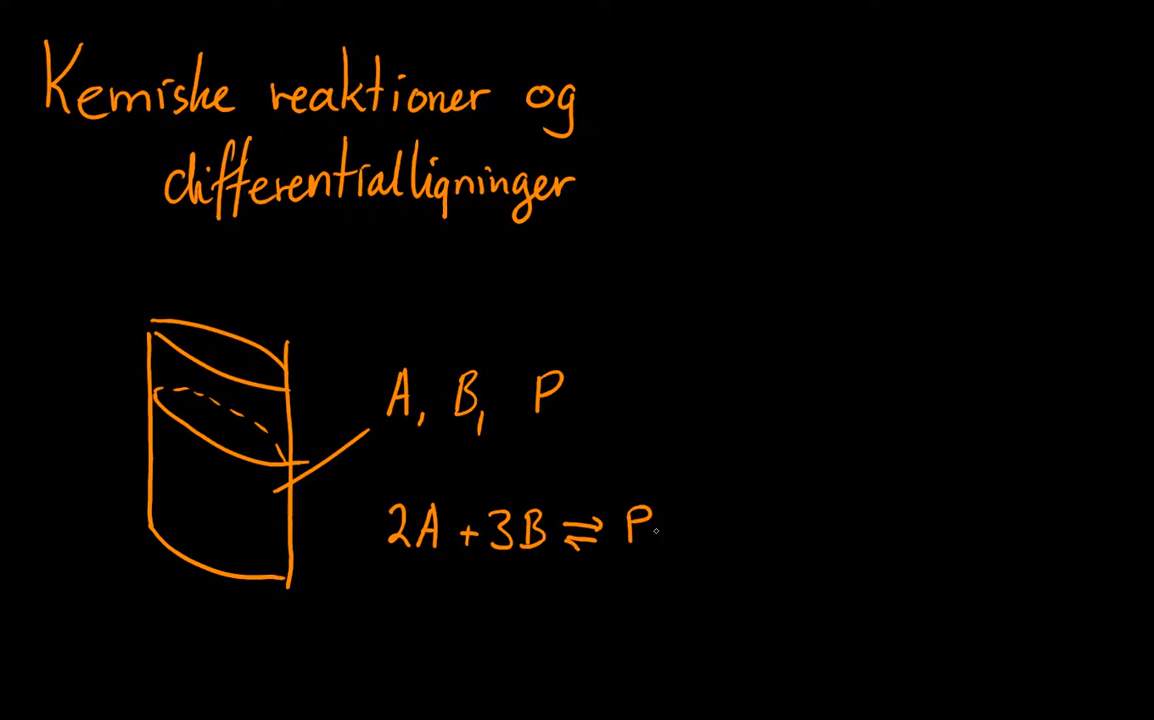 Kemiske reaktioner og
differentialligninger
A, B, P
2A + 3B ⇌ P